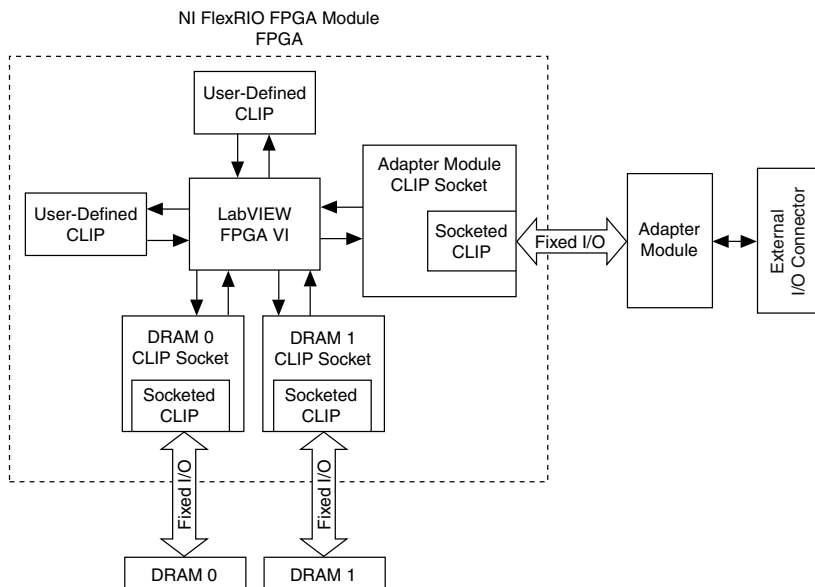 NI FlexRIO FPGA Module
FPGA
User-Defined
CLIP
Adapter Module
CLIP Socket
User-Defined
CLIP
LabVIEW
FPGA VI
Socketed
CLIP
Fixed I/O
Adapter
Module
External
I/O Connector
DRAM 0
CLIP Socket
Socketed
CLIP
DRAM 1
CLIP Socket
Socketed
CLIP
Fixed I/O
Fixed I/O
DRAM 0
DRAM 1